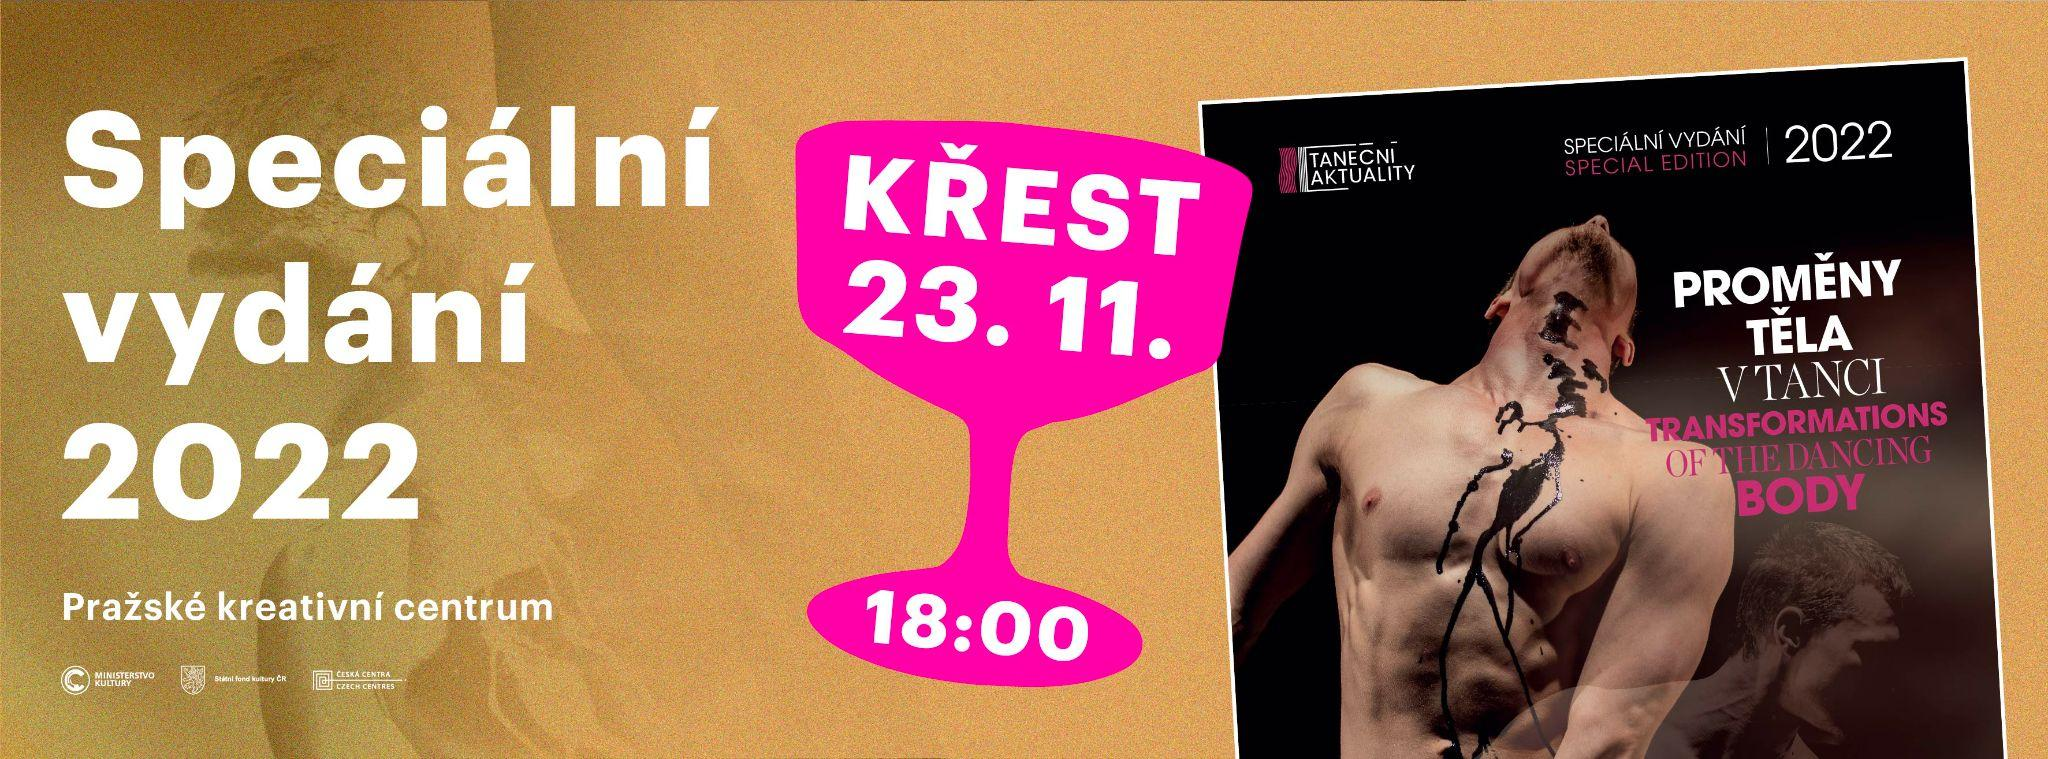 Speciální
vydání
2022
Pražské kreativní centrum
MINISTERSTVO
KULTURY
Státní fond kultury ČR
ČESKÁ CENTRA
CZECH CENTRES
KŘEST
23. 11.
18:00
TANEČNÍ
AKTUALITY
SPECIÁLNÍ VYDÁNÍ
SPECIAL EDITION
2022
PROMĚNY
TĚLA
V TANCI
TRANSFORMATIONS
OF THE DANCING
BODY